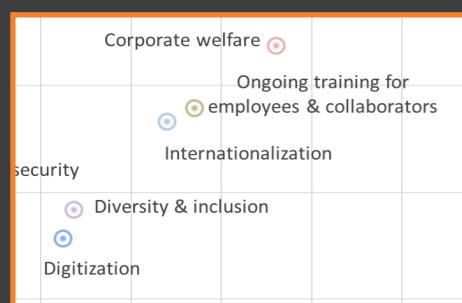 Corporate welfare
Ongoing training for
employees & collaborators
Internationalization
security
Diversity & inclusion
Digitization